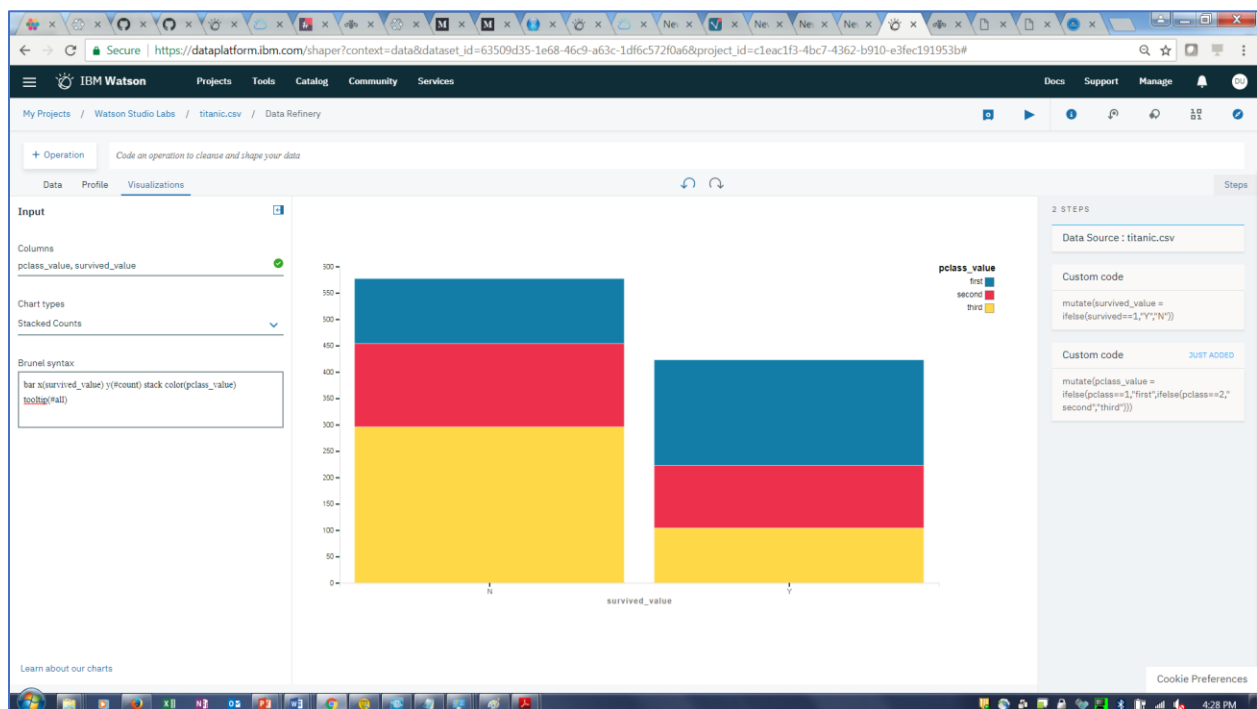 Nev
Nev
Nev
Nev
Secure | https://dataplatform.ibm.com/shaper?context=data&dataset_id=63509d35-1e68-46c9-a63c-1df6c572f0a6&project_id=c1eac1f3-4bc7-4362-b910-e3fec191953b#
IBM Watson Projects Tools Catalog Community Services Docs Support Manage DU
My Projects / Watson Studio Labs / titanic.csv / Data Refinery
+ Operation Code an operation to cleanse and shape your data
Data Profile Visualizations Steps
Input
Columns
pclass_value, survived_value
Chart types
Stacked Counts
Brunel syntax
bar x(survived_value) y(#count) stack color(pclass_value)
tooltip(#all)
Learn about our charts
600
550
500
450
400
350
300
250
200
150
100
50
0
N Y
survived_value
pclass_value
first
second
third
2 STEPS
Data Source : titanic.csv
Custom code
mutate(survived_value =
ifelse(survived==1,"Y","N"))
Custom code JUST ADDED
mutate(pclass_value =
ifelse(pclass==1,"first",ifelse(pclass==2,"
second","third")))
Cookie Preferences
4:28 PM